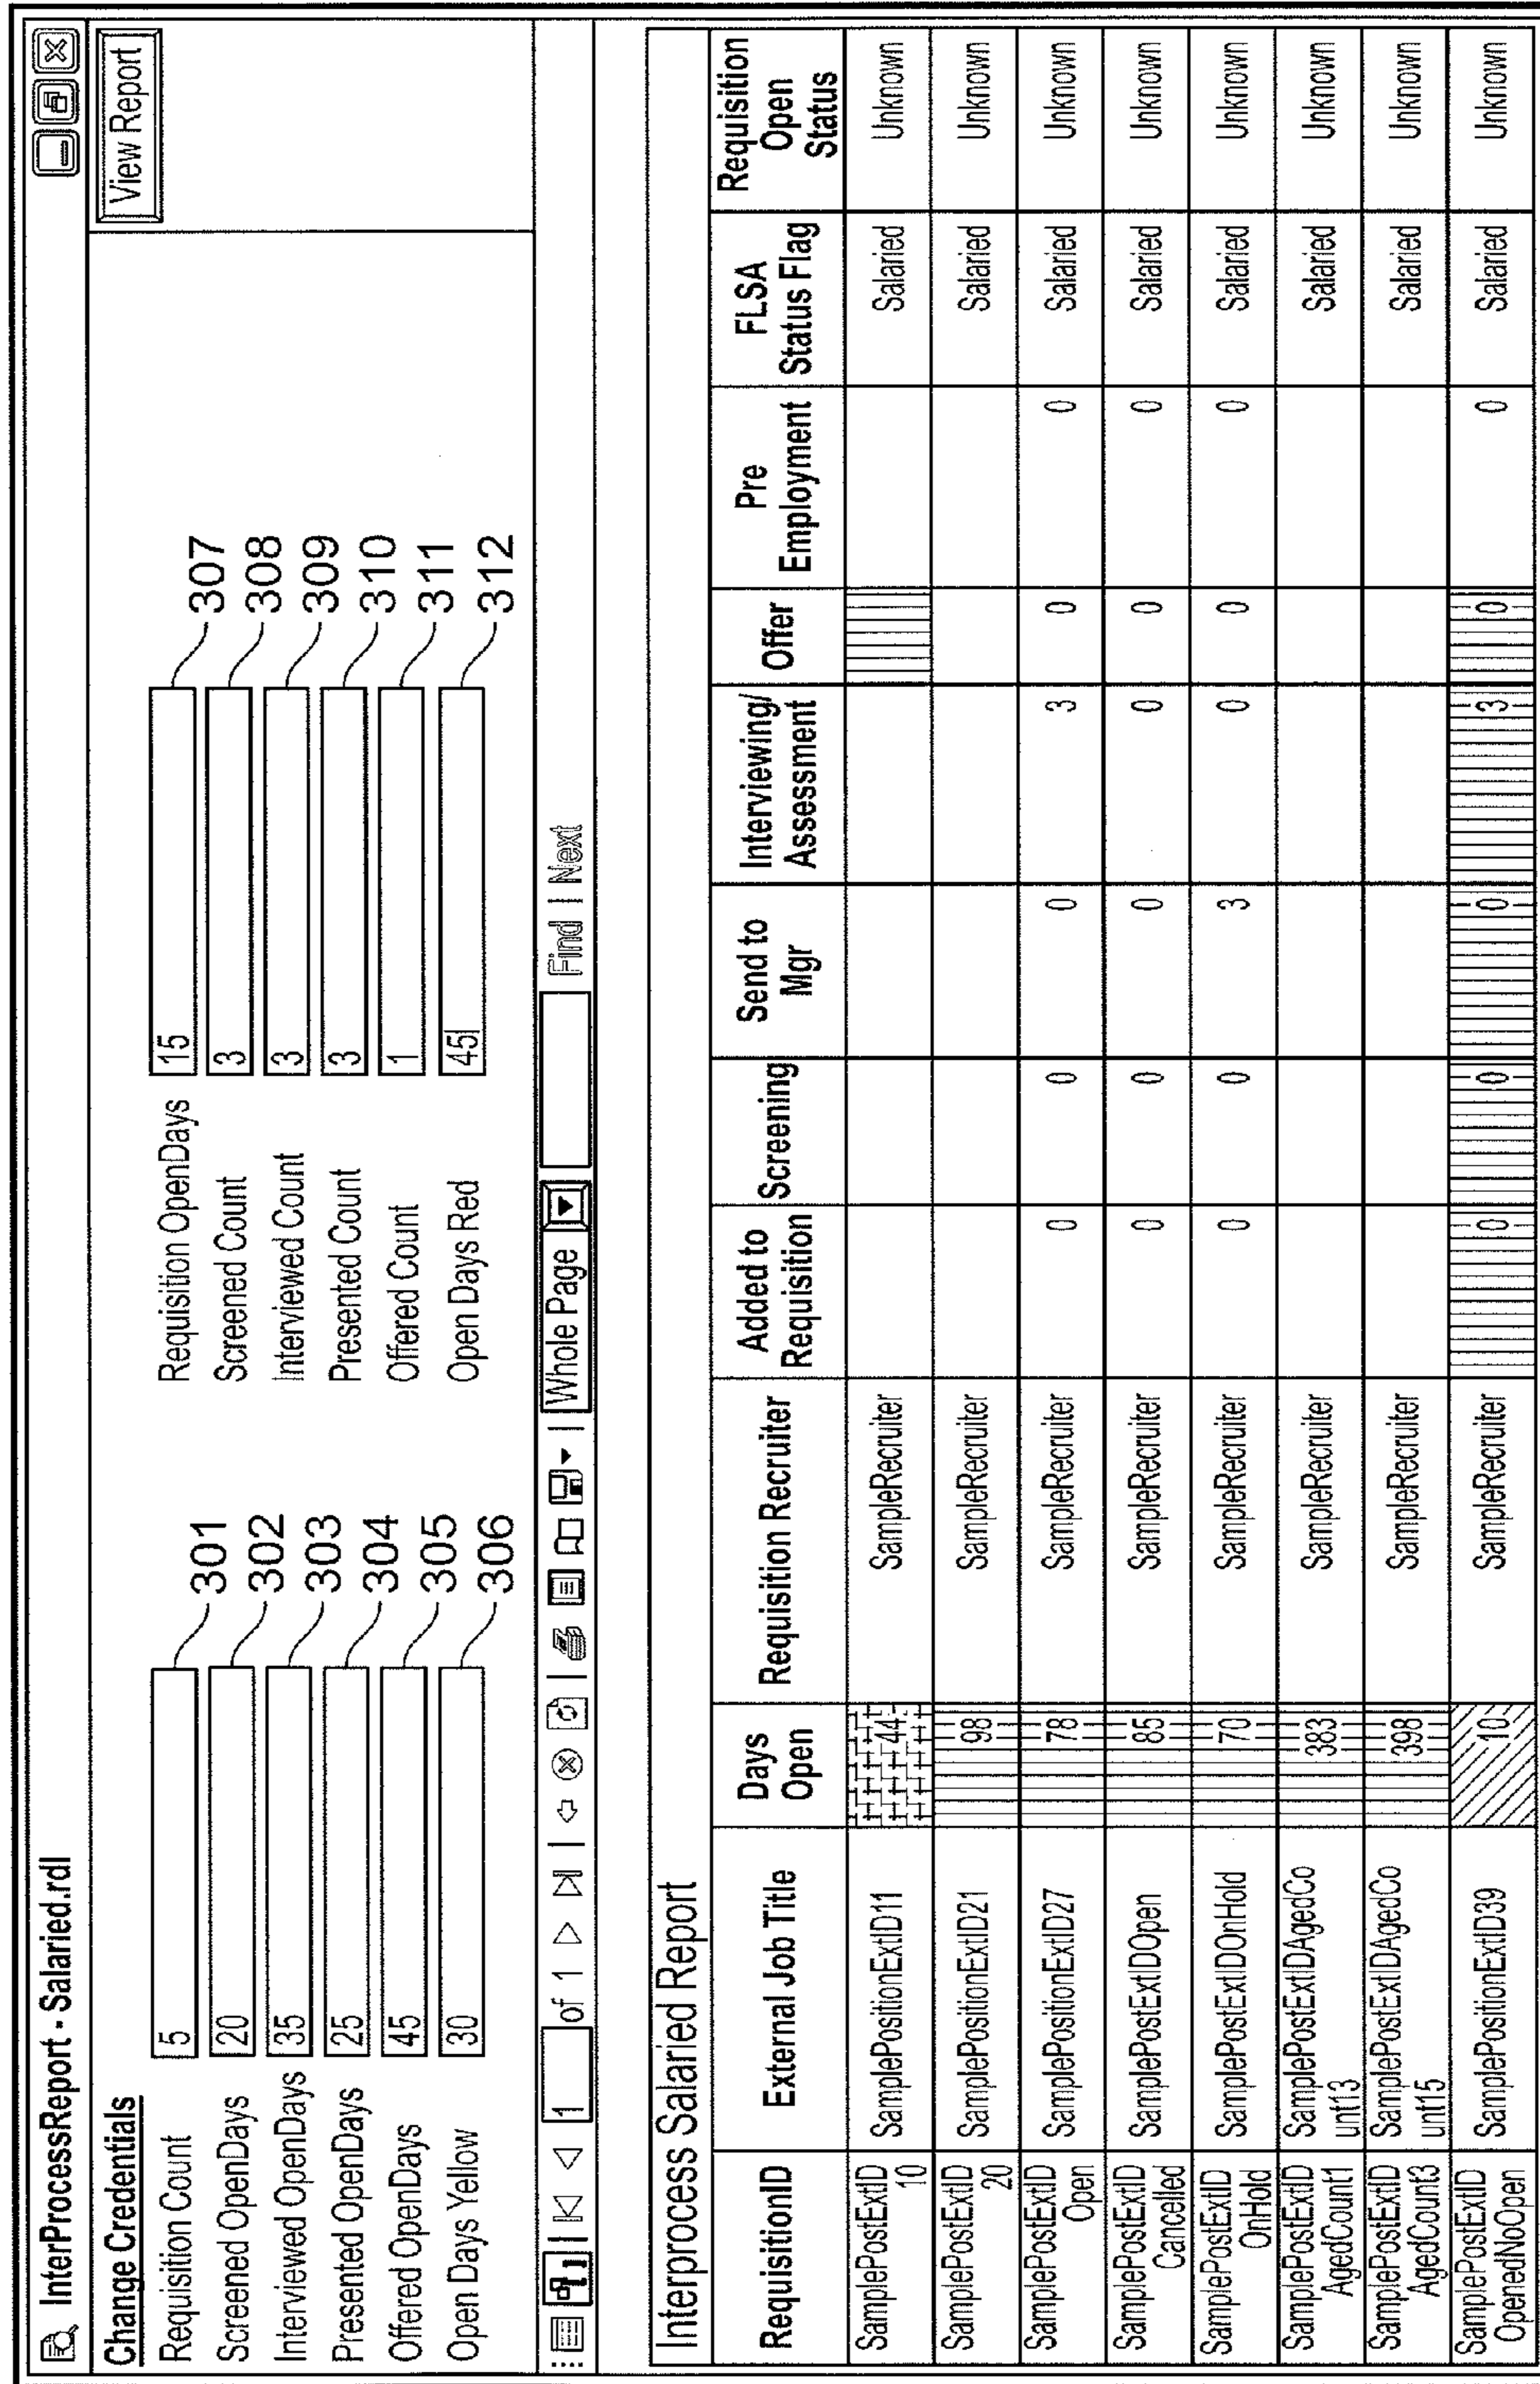 InterProcessReport - Salaried.rdl
Change Credentials
View Report
Requisition Count 5 301 Requisition OpenDays 15 307
Screened OpenDays 20 302 Screened Count 3 308
Interviewed OpenDays 35 303 Interviewed Count 3 309
Presented OpenDays 25 304 Presented Count 3 310
Offered OpenDays 45 305 Offered Count 1 311
Open Days Yellow 30 306 Open Days Red 45 312
1 of 1 Whole Page Find | Next
Interprocess Salaried Report
RequisitionID External Job Title Days Open Requisition Recruiter Added to Requisition Screening Send to Mgr Interviewing/Assessment Offer Pre Employment FLSA Status Flag Requisition Open Status
SamplePostExtID 10 SamplePositionExtID11 44 SampleRecruiter Salaried Unknown
SamplePostExtID 20 SamplePositionExtID21 98 SampleRecruiter Salaried Unknown
SamplePostExtID Open SamplePositionExtID27 78 SampleRecruiter 0 0 0 3 0 0 Salaried Unknown
SamplePostExtID Cancelled SamplePostExtIDOpen 85 SampleRecruiter 0 0 0 0 0 0 Salaried Unknown
SamplePostExtID OnHold SamplePostExtIDOnHold 70 SampleRecruiter 0 0 3 0 0 0 Salaried Unknown
SamplePostExtID AgedCount1 SamplePostExtIDAgedCo unt13 383 SampleRecruiter Salaried Unknown
SamplePostExtID AgedCount3 SamplePostExtIDAgedCo unt15 398 SampleRecruiter Salaried Unknown
SamplePostExtID OpenedNoOpen SamplePositionExtID39 10 SampleRecruiter 0 0 0 3 0 0 Salaried Unknown